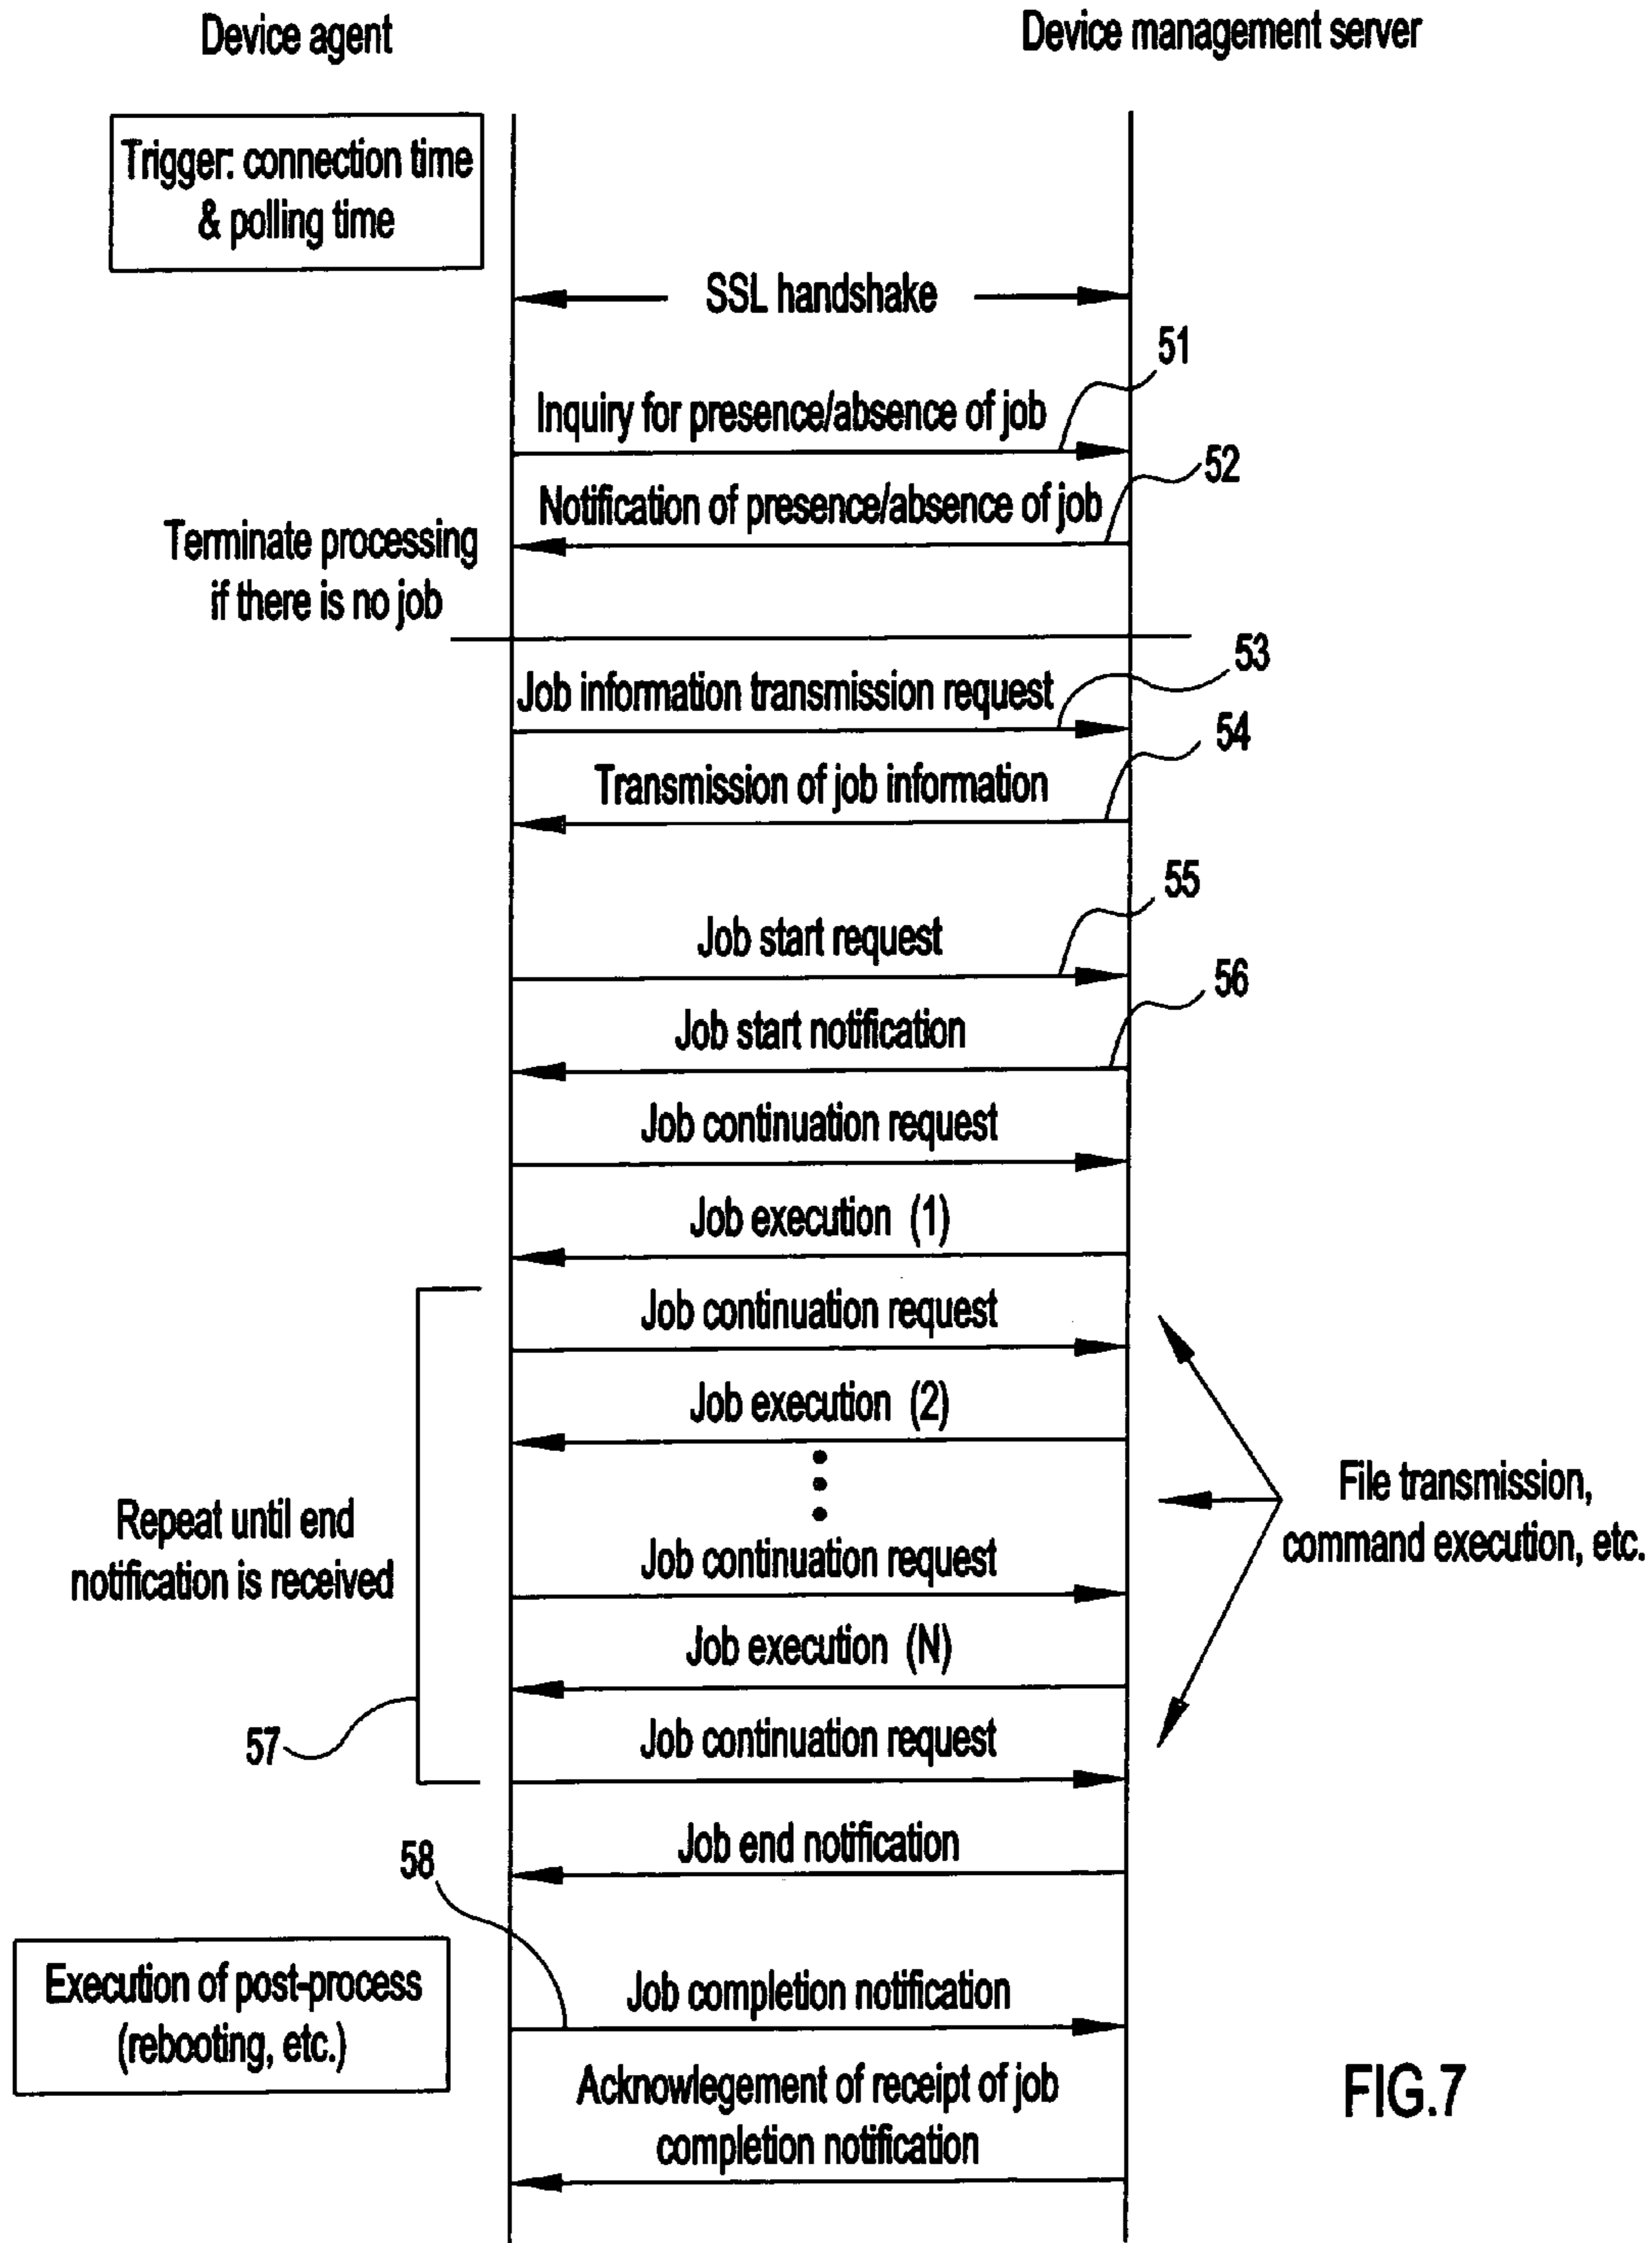 Device agent
Device management server
Trigger: connection time
& polling time
SSL handshake
51
Inquiry for presence/absence of job
52
Notification of presence/absence of job
Terminate processing
if there is no job
53
Job information transmission request
54
Transmission of job information
55
Job start request
56
Job start notification
Job continuation request
Job execution (1)
Job continuation request
Job execution (2)
File transmission,
command execution, etc.
Repeat until end
notification is received
Job continuation request
Job execution (N)
57
Job continuation request
Job end notification
58
Execution of post-process
(rebooting, etc.)
Job completion notification
Acknowlegement of receipt of job
completion notification
FIG.7